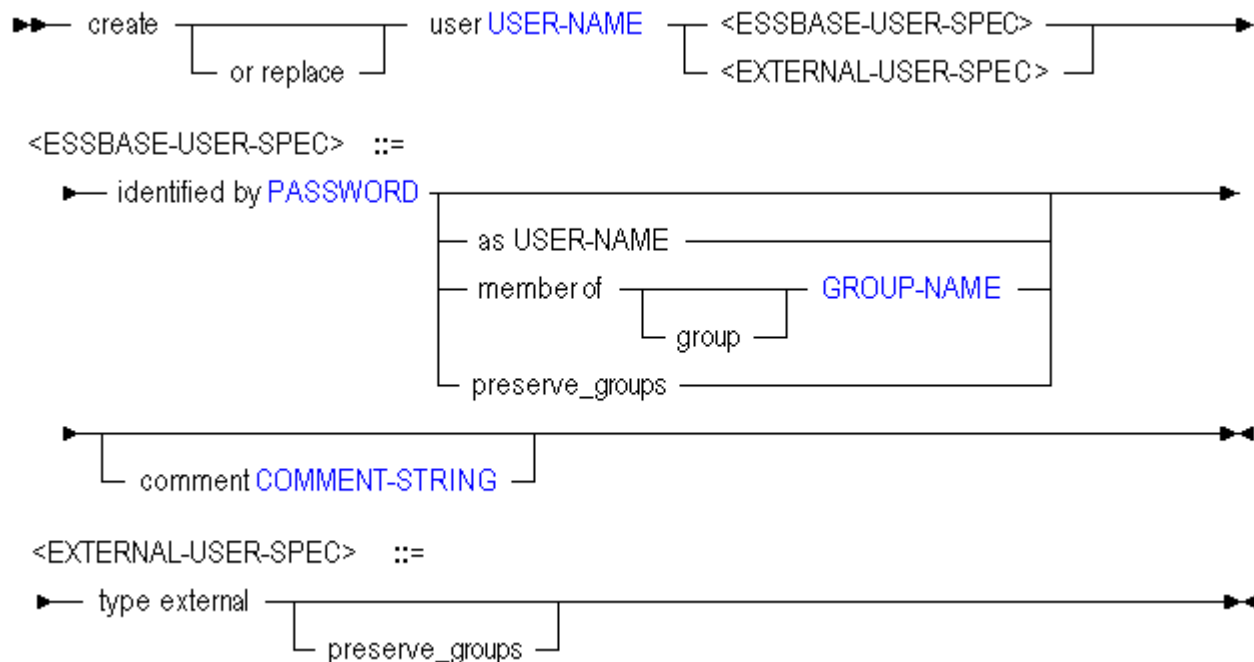 create user USER-NAME <ESSBASE-USER-SPEC>
or replace <EXTERNAL-USER-SPEC>
<ESSBASE-USER-SPEC> ::=
identified by PASSWORD
as USER-NAME
member of GROUP-NAME
group
preserve_groups
comment COMMENT-STRING
<EXTERNAL-USER-SPEC> ::=
type external
preserve_groups